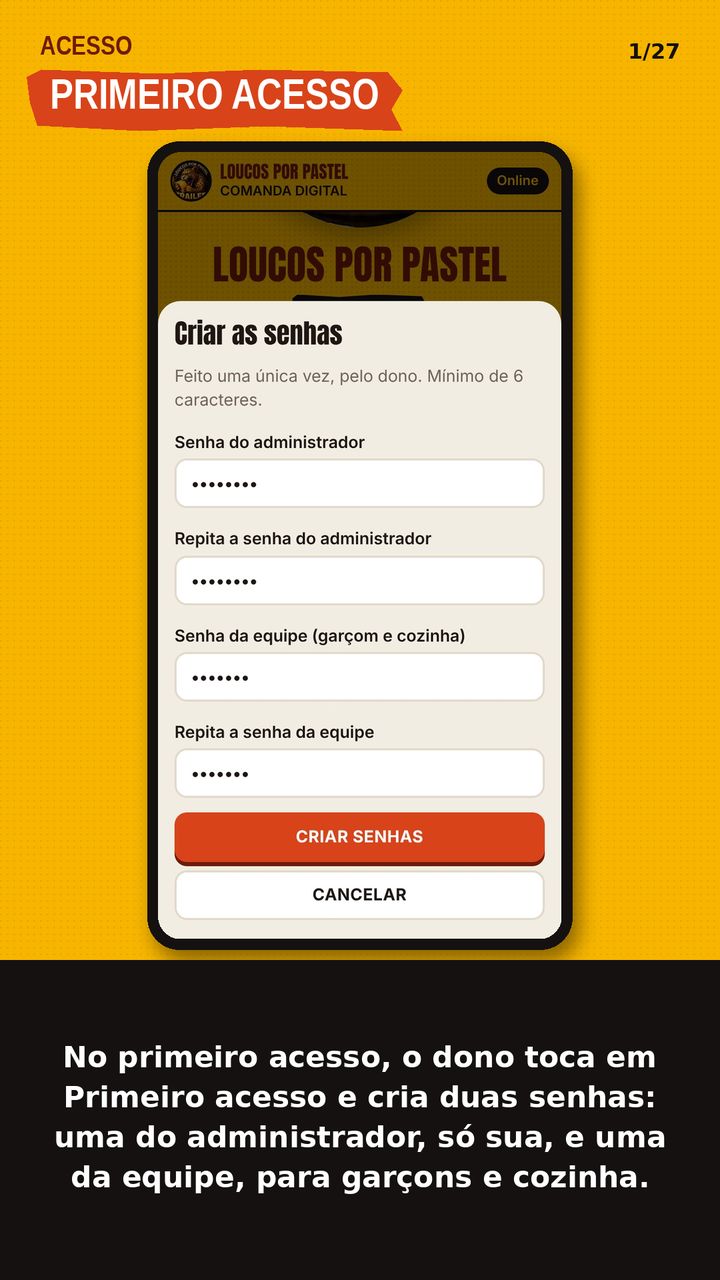 ACESSO
1/27
PRIMEIRO ACESSO
LOUCOS POR PASTEL
COMANDA DIGITAL
Online
LOUCOS POR PASTEL
Criar as senhas
Feito uma única vez, pelo dono. Mínimo de 6
caracteres.
Senha do administrador
••••••••
Repita a senha do administrador
••••••••
Senha da equipe (garçom e cozinha)
•••••••
Repita a senha da equipe
•••••••
CRIAR SENHAS
CANCELAR
No primeiro acesso, o dono toca em
Primeiro acesso e cria duas senhas:
uma do administrador, só sua, e uma
da equipe, para garçons e cozinha.